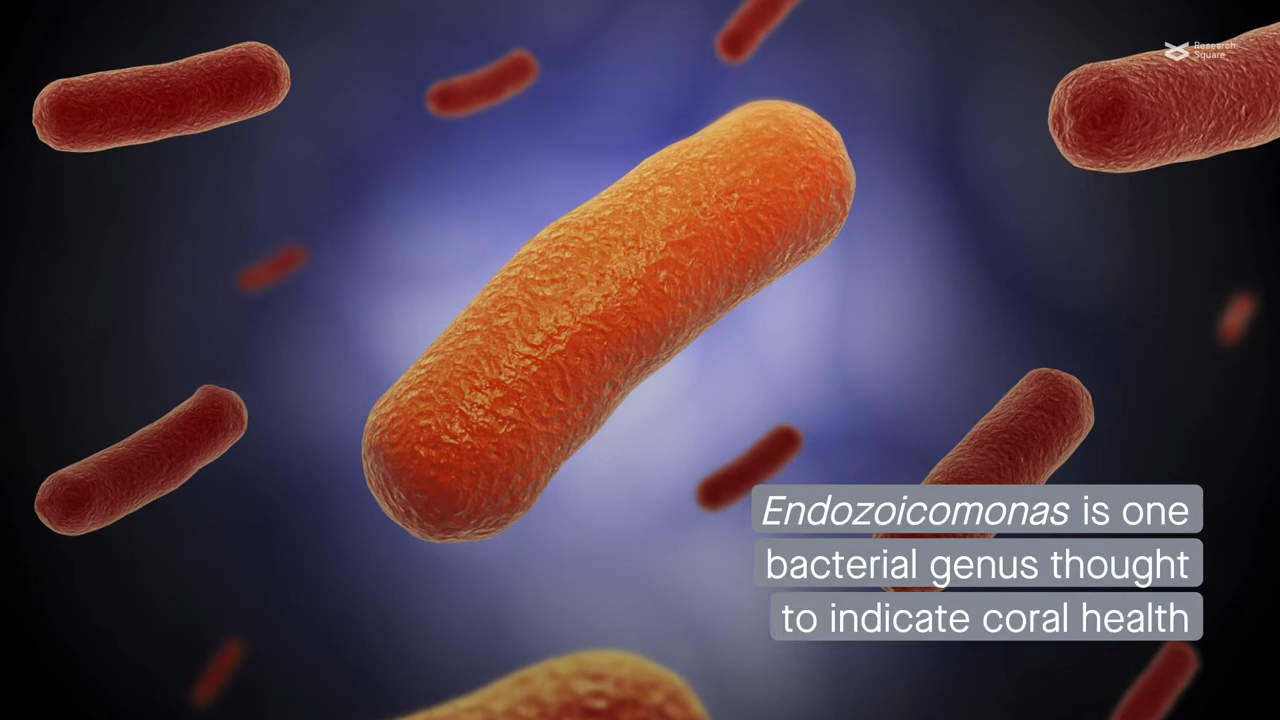 Research
Square
Endozoicomonas is one
bacterial genus thought
to indicate coral health